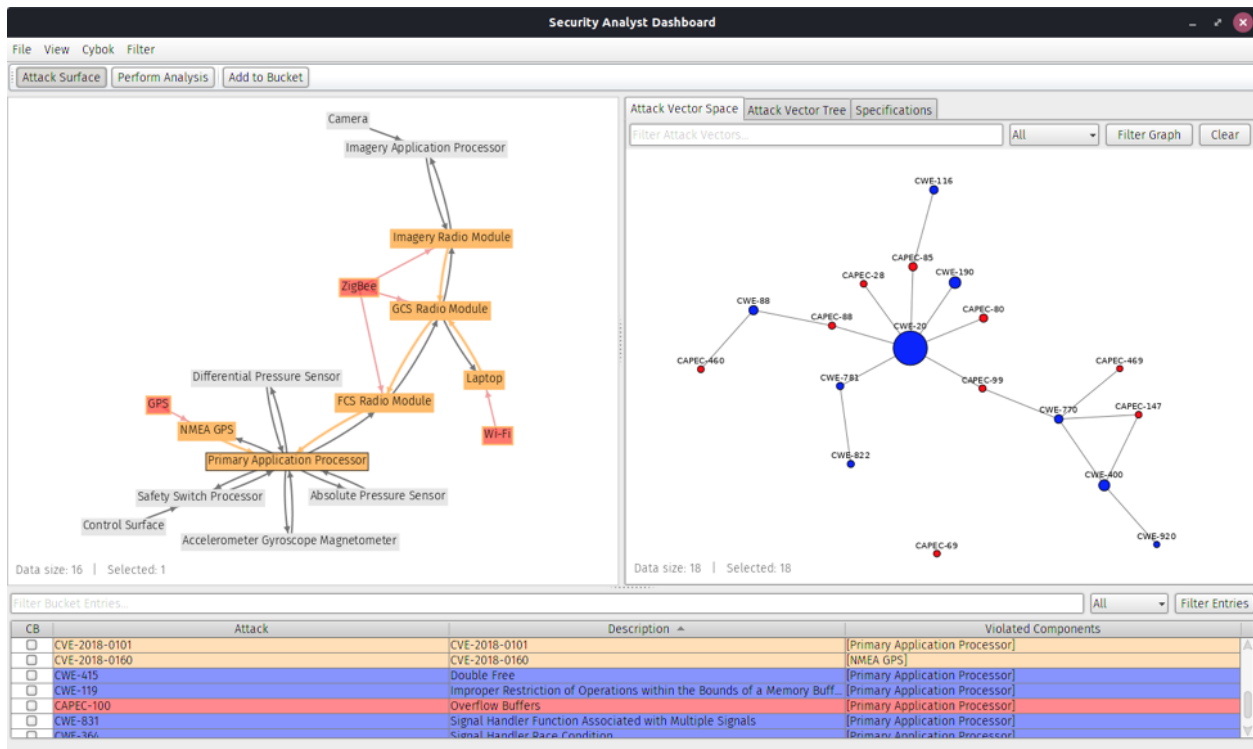 Security Analyst Dashboard
File View Cybok Filter
Attack Surface Perform Analysis Add to Bucket
Camera
Imagery Application Processor
Imagery Radio Module
ZigBee
GCS Radio Module
Differential Pressure Sensor
Laptop
GPS
FCS Radio Module
NMEA GPS
Wi-Fi
Primary Application Processor
Safety Switch Processor
Absolute Pressure Sensor
Control Surface
Accelerometer Gyroscope Magnetometer
Data size: 16 | Selected: 1
Attack Vector Space Attack Vector Tree Specifications
Filter Attack Vectors... All Filter Graph Clear
CWE-116
CAPEC-85
CAPEC-28
CWE-190
CWE-88
CAPEC-80
CAPEC-88
CWE-20
CAPEC-460
CAPEC-469
CWE-781
CAPEC-99
CWE-770
CAPEC-147
CWE-822
CWE-400
CWE-920
CAPEC-69
Data size: 18 | Selected: 18
Filter Bucket Entries... All Filter Entries
CB Attack Description Violated Components
CVE-2018-0101 CVE-2018-0101 [Primary Application Processor]
CVE-2018-0160 CVE-2018-0160 [NMEA GPS]
CWE-415 Double Free [Primary Application Processor]
CWE-119 Improper Restriction of Operations within the Bounds of a Memory Buff... [Primary Application Processor]
CAPEC-100 Overflow Buffers [Primary Application Processor]
CWE-831 Signal Handler Function Associated with Multiple Signals [Primary Application Processor]
CWE-364 Signal Handler Race Condition [Primary Application Processor]